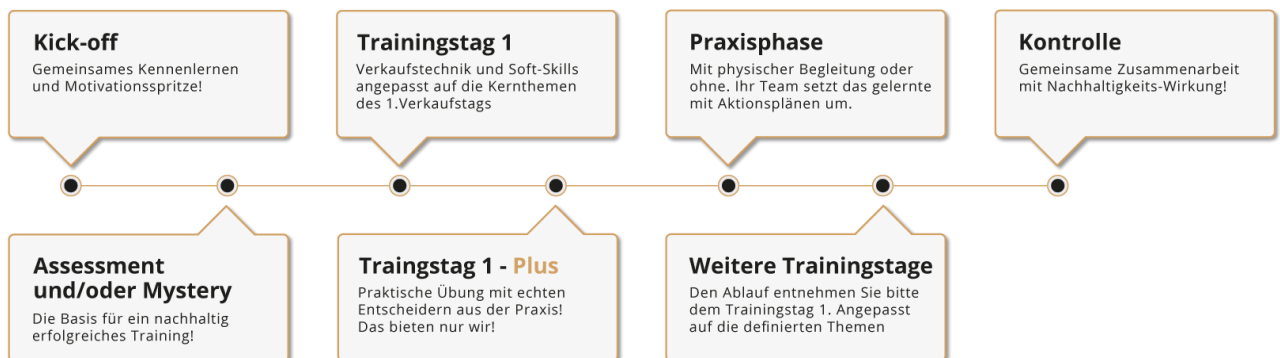 Kick-off
Gemeinsames Kennenlernen
und Motivationsspritze!
Trainingstag 1
Verkaufstechnik und Soft-Skills
angepasst auf die Kernthemen
des 1.Verkaufstags
Praxisphase
Mit physischer Begleitung oder
ohne. Ihr Team setzt das gelernte
mit Aktionsplänen um.
Kontrolle
Gemeinsame Zusammenarbeit
mit Nachhaltigkeits-Wirkung!
Assessment
und/oder Mystery
Die Basis für ein nachhaltig
erfolgreiches Training!
Traingstag 1 - Plus
Praktische Übung mit echten
Entscheidern aus der Praxis!
Das bieten nur wir!
Weitere Trainingstage
Den Ablauf entnehmen Sie bitte
dem Trainingstag 1. Angepasst
auf die definierten Themen